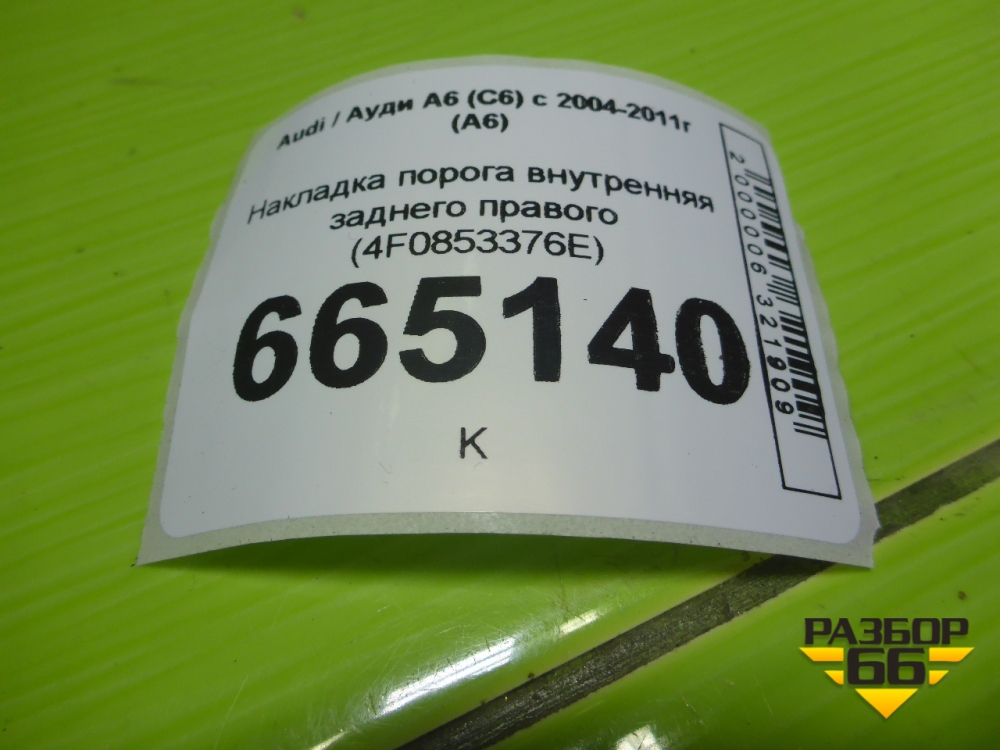 Audi / Ауди А6 (С6) с 2004-2011г
(А6)
Накладка порога внутренняя
заднего правого
(4F0853376E)
665140
К
2000006321909
РАЗБОР
66